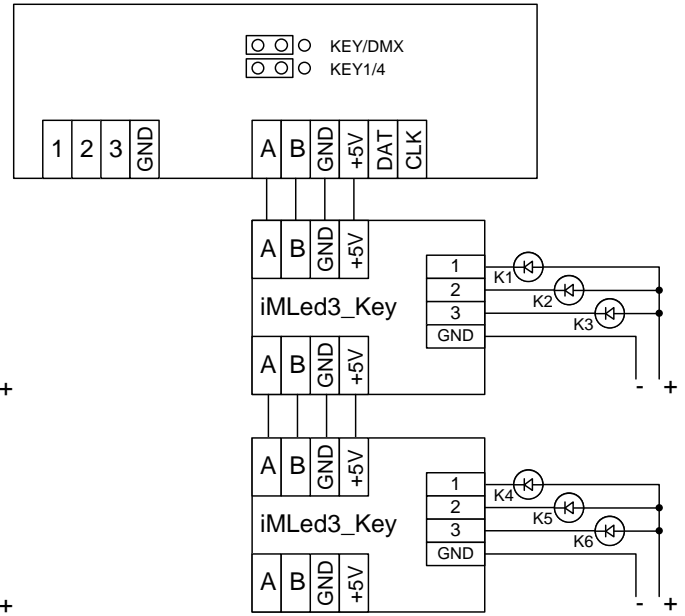 KEY/DMX
KEY1/4
1 2 3 GND A B GND +5V DAT CLK
A B GND +5V
iMLed3_Key
1
K1
2
K2
3
K3
GND
A B GND +5V
- +
+
A B GND +5V
iMLed3_Key
1
K4
2
K5
3
K6
GND
A B GND +5V
- +
+